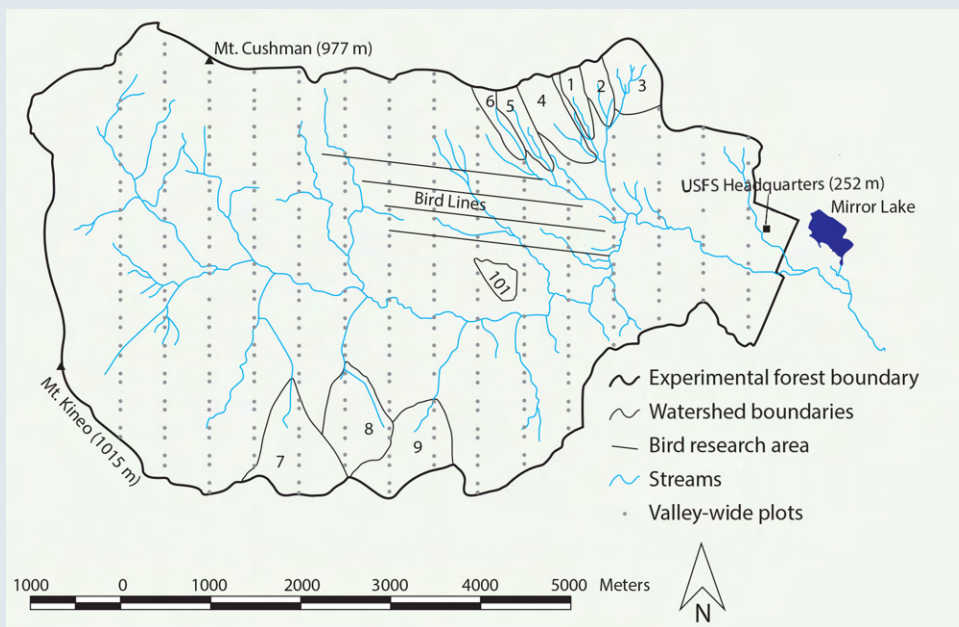 Mt. Cushman (977 m)
1
2
3
4
5
6
USFS Headquarters (252 m)
Mirror Lake
Bird Lines
101
Mt. Kineo (1015 m)
7
8
9
Experimental forest boundary
Watershed boundaries
Bird research area
Streams
Valley-wide plots
1000 0 1000 2000 3000 4000 5000 Meters
N